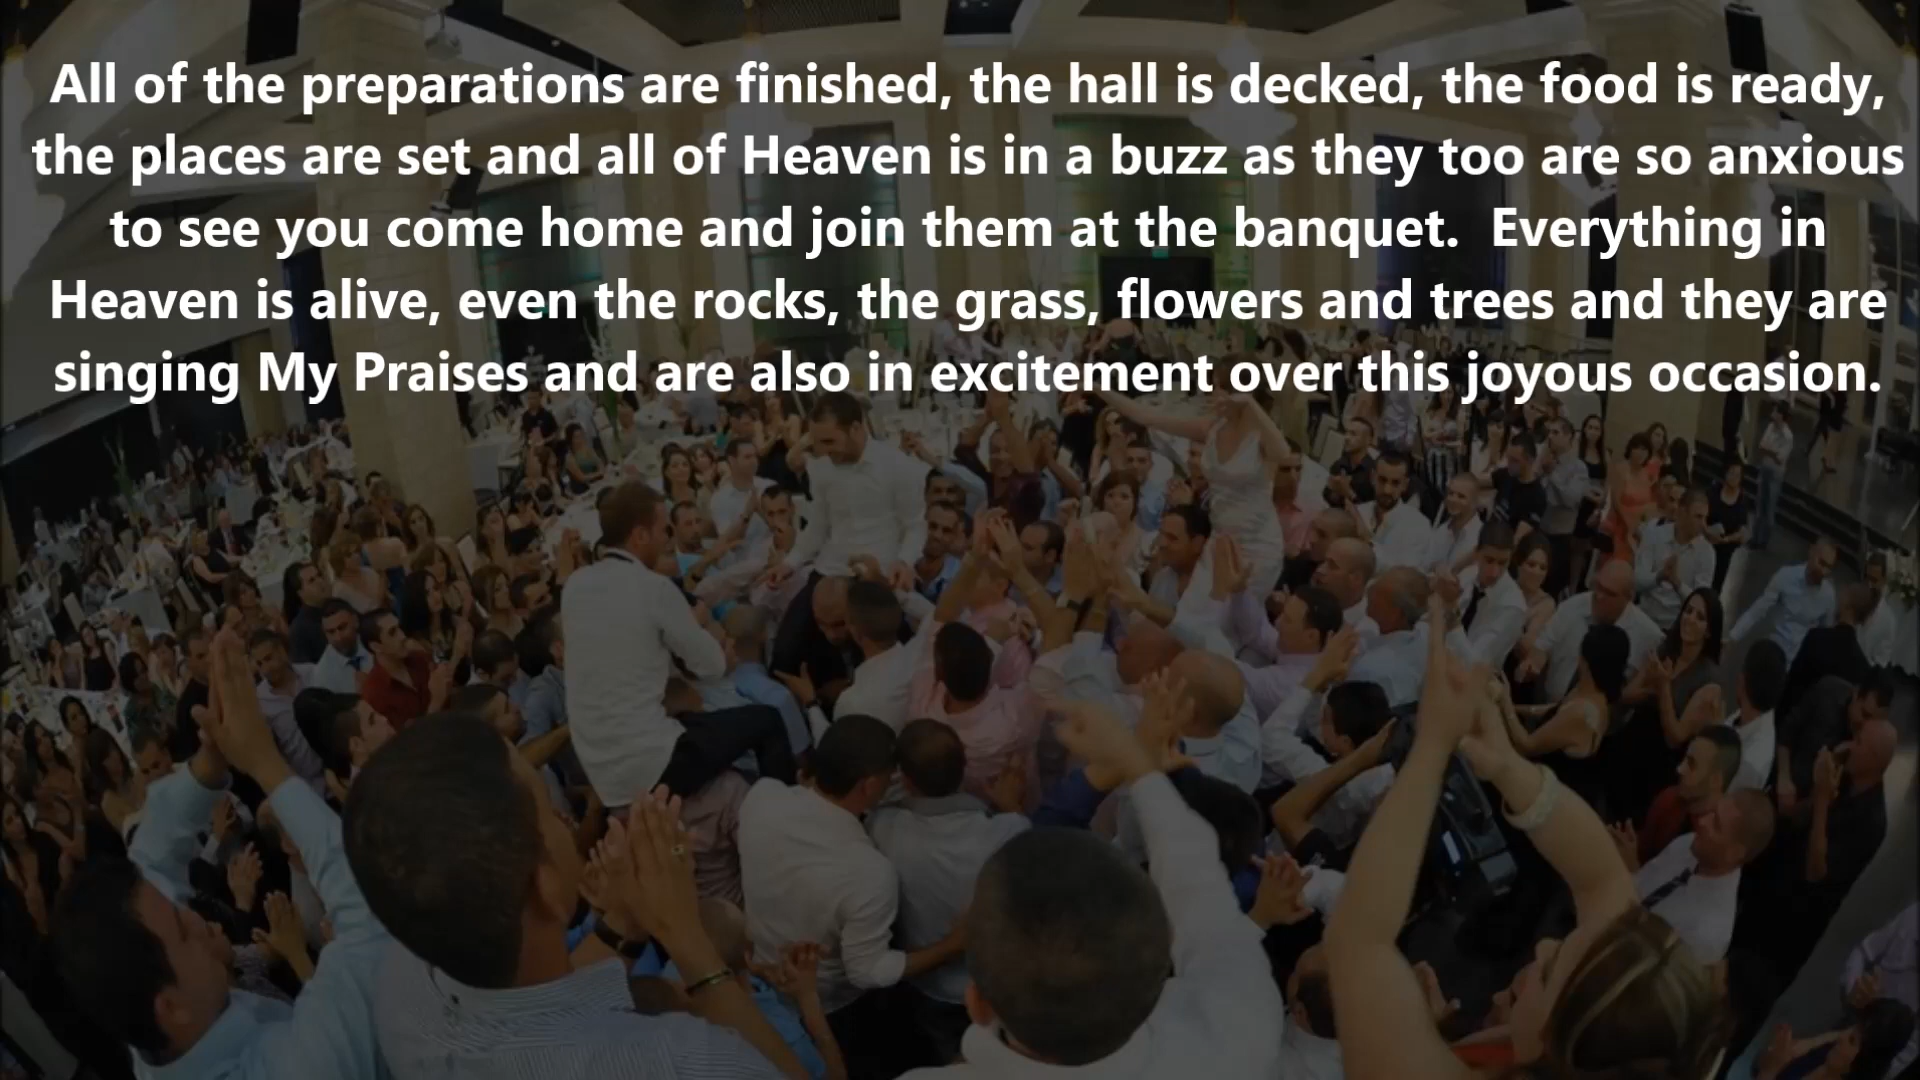 All of the preparations are finished, the hall is decked, the food is ready,
the places are set and all of Heaven is in a buzz as they too are so anxious
to see you come home and join them at the banquet.  Everything in
Heaven is alive, even the rocks, the grass, flowers and trees and they are
singing My Praises and are also in excitement over this joyous occasion.